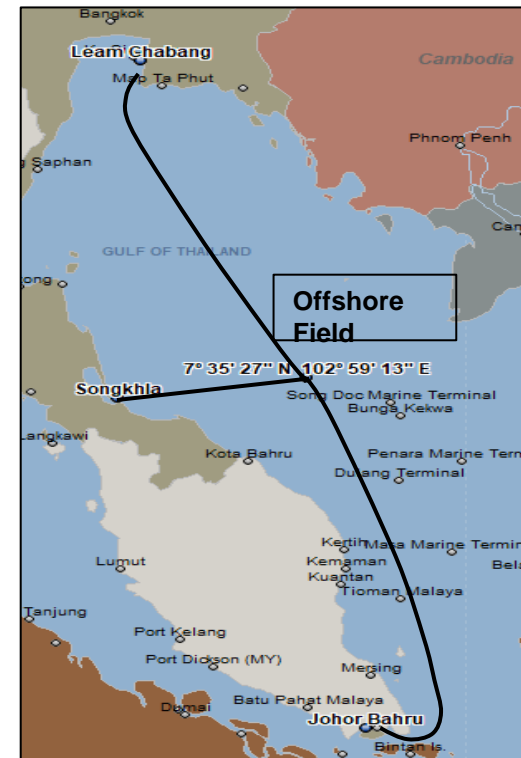 Bangkok
Leam Chabang
Map Ta Phut
Cambodia
Phnom Penh
g Saphan
Can
GULF OF THAILAND
ong
Offshore
Field
7° 35' 27" N 102° 59' 13" E
Songkhla
Song Doc Marine Terminal
Bunga Kekwa
Langkawi
Kota Bahru
Penara Marine Term
Dulang Terminal
Kertih
Masa Marine Termin
Lumut
Kemaman
Bela
Kuantan
Tioman Malaya
Tanjung
Port Kelang
Port Dickson (MY)
Mersing
Batu Pahat Malaya
Dumai
Johor Bahru
Bintan Is.